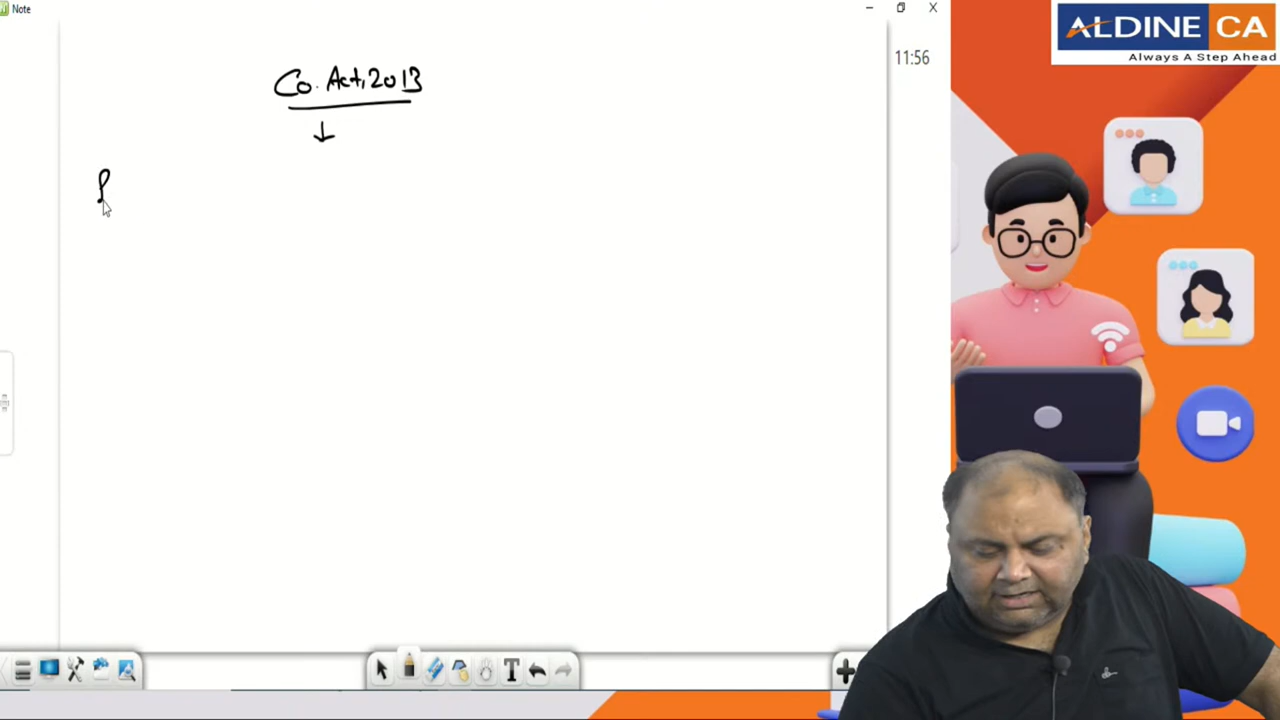 Note
ALDINE CA
Always A Step Ahead
11:56
Co. Act, 2013
P
T